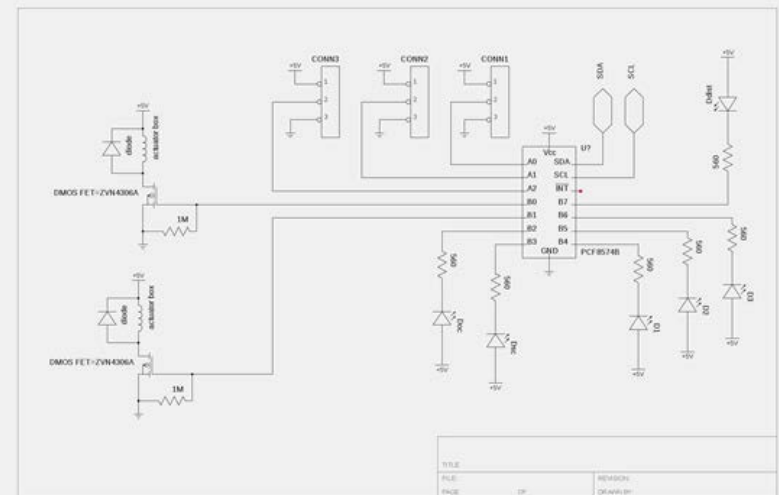 CONN3
CONN2
CONN1
+5V
+5V
+5V
1
2
3
1
2
3
1
2
3
SDA
SCL
+5V
Ddist
560
+5V
diode
actuator box
DMOS FET=ZVN4306A
1M
+5V
Vcc
U?
A0
SDA
A1
SCL
A2
INT
B0
B7
B1
B6
B2
B5
B3
B4
GND
PCF8574B
560
560
560
560
560
D1
D2
D3
+5V
+5V
+5V
+5V
+5V
+5V
diode
actuator box
DMOS FET=ZVN4306A
1M
TITLE
FILE:
REVISION:
PAGE
OF
DRAWN BY: